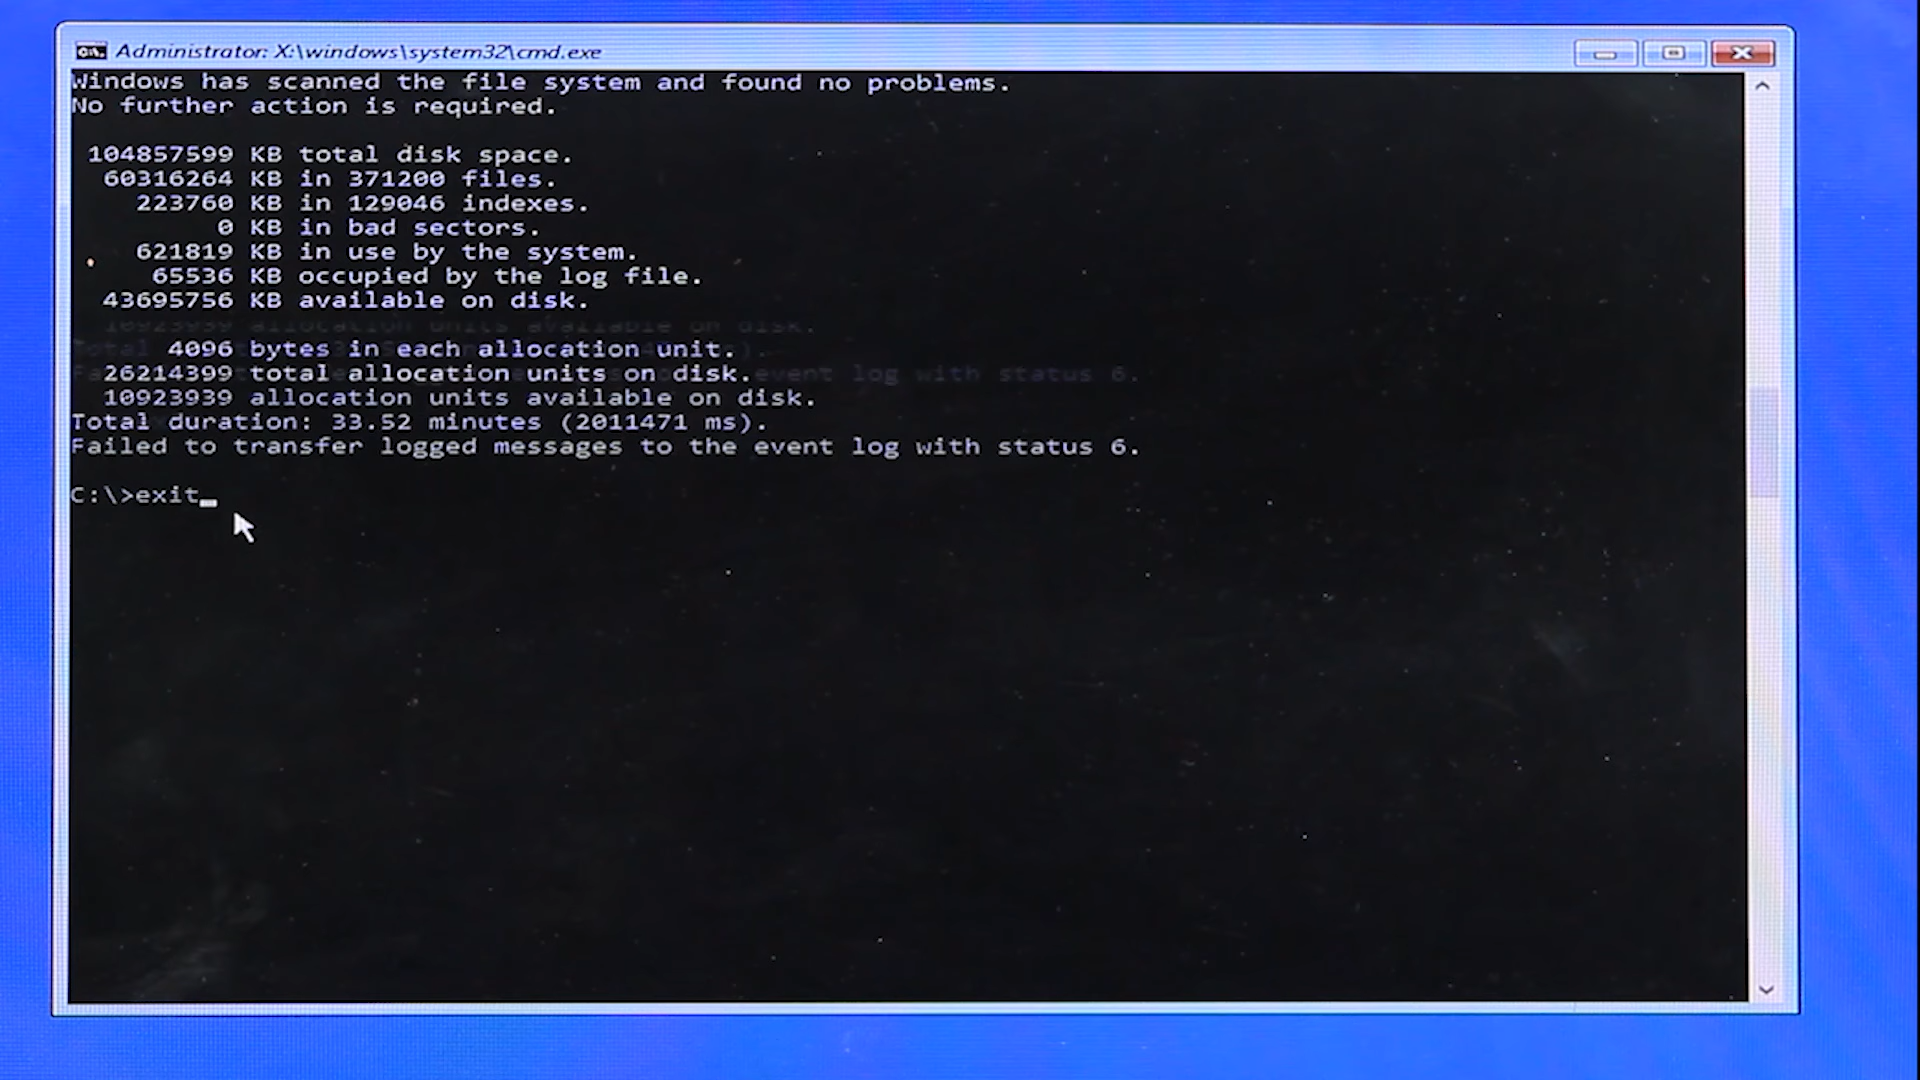 Administrator: X:\windows\system32\cmd.exe
Windows has scanned the file system and found no problems.
No further action is required.
104857599 KB total disk space.
60316264 KB in 371200 files.
223760 KB in 129046 indexes.
0 KB in bad sectors.
621819 KB in use by the system.
65536 KB occupied by the log file.
43695756 KB available on disk.
4096 bytes in each allocation unit.
26214399 total allocation units on disk.
10923939 allocation units available on disk.
Total duration: 33.52 minutes (2011471 ms).
Failed to transfer logged messages to the event log with status 6.
C:\>exit